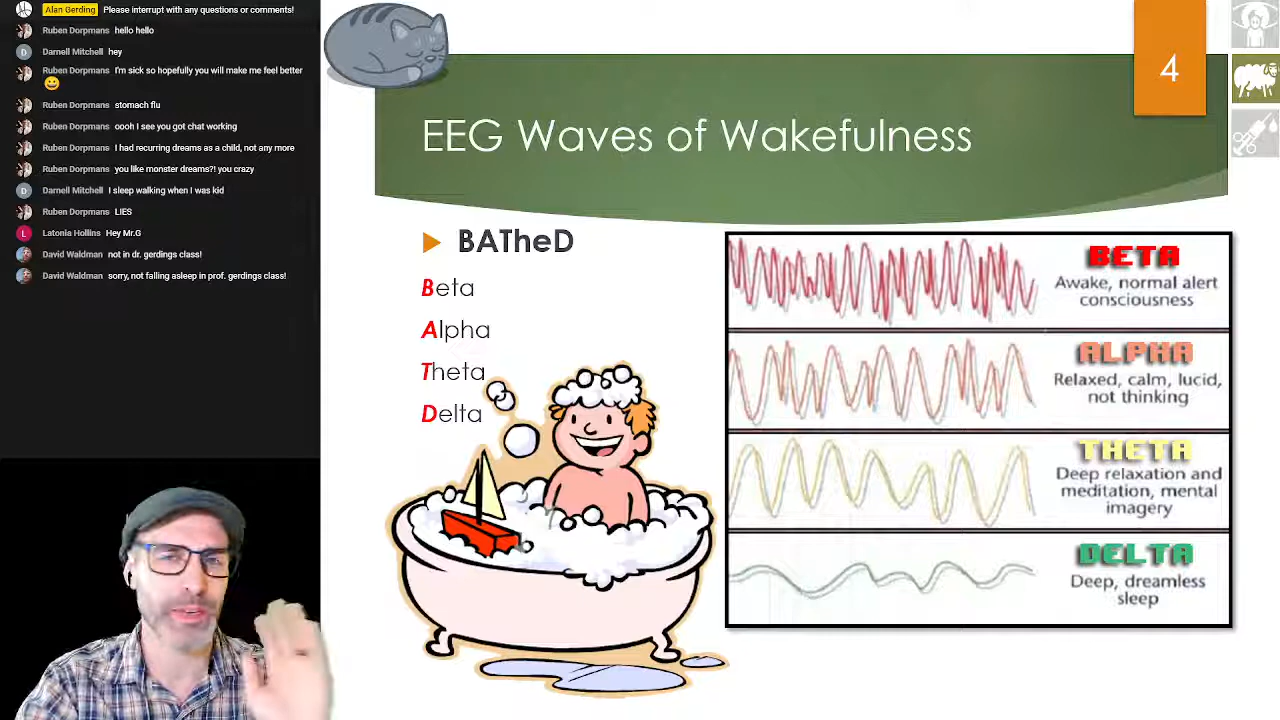 Alan Gerding Please interrupt with any questions or comments!
Ruben Dorpmans hello hello
D Darnell Mitchell hey
Ruben Dorpmans I'm sick so hopefully you will make me feel better
Ruben Dorpmans stomach flu
Ruben Dorpmans oooh I see you got chat working
Ruben Dorpmans I had recurring dreams as a child, not any more
Ruben Dorpmans you like monster dreams?! you crazy
D Darnell Mitchell I sleep walking when I was kid
Ruben Dorpmans LIES
L Latonia Hollins Hey Mr.G
David Waldman not in dr. gerdings class!
David Waldman sorry, not falling asleep in prof. gerdings class!
4
EEG Waves of Wakefulness
BATheD
Beta
Alpha
Theta
Delta
BETA
Awake, normal alert
consciousness
ALPHA
Relaxed, calm, lucid,
not thinking
THETA
Deep relaxation and
meditation, mental
imagery
DELTA
Deep, dreamless
sleep